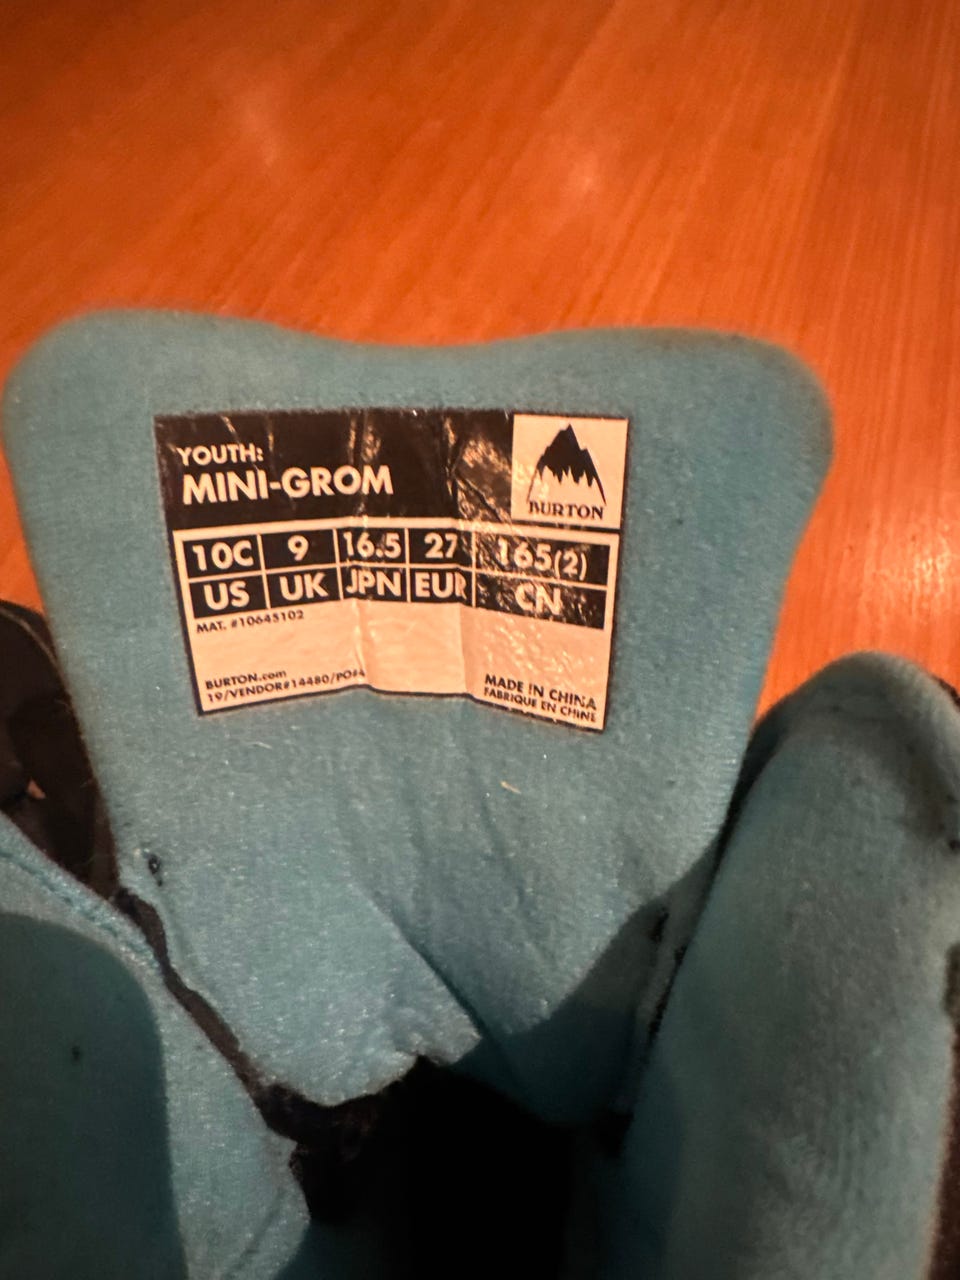 YOUTH:
MINI-GROM
BURTON
10C 9 16.5 27 165(2)
US UK JPN EUR CN
MAT. #10645102
BURTON.com
19/VENDOR#14480/PO#4
MADE IN CHINA
FABRIQUE EN CHINE